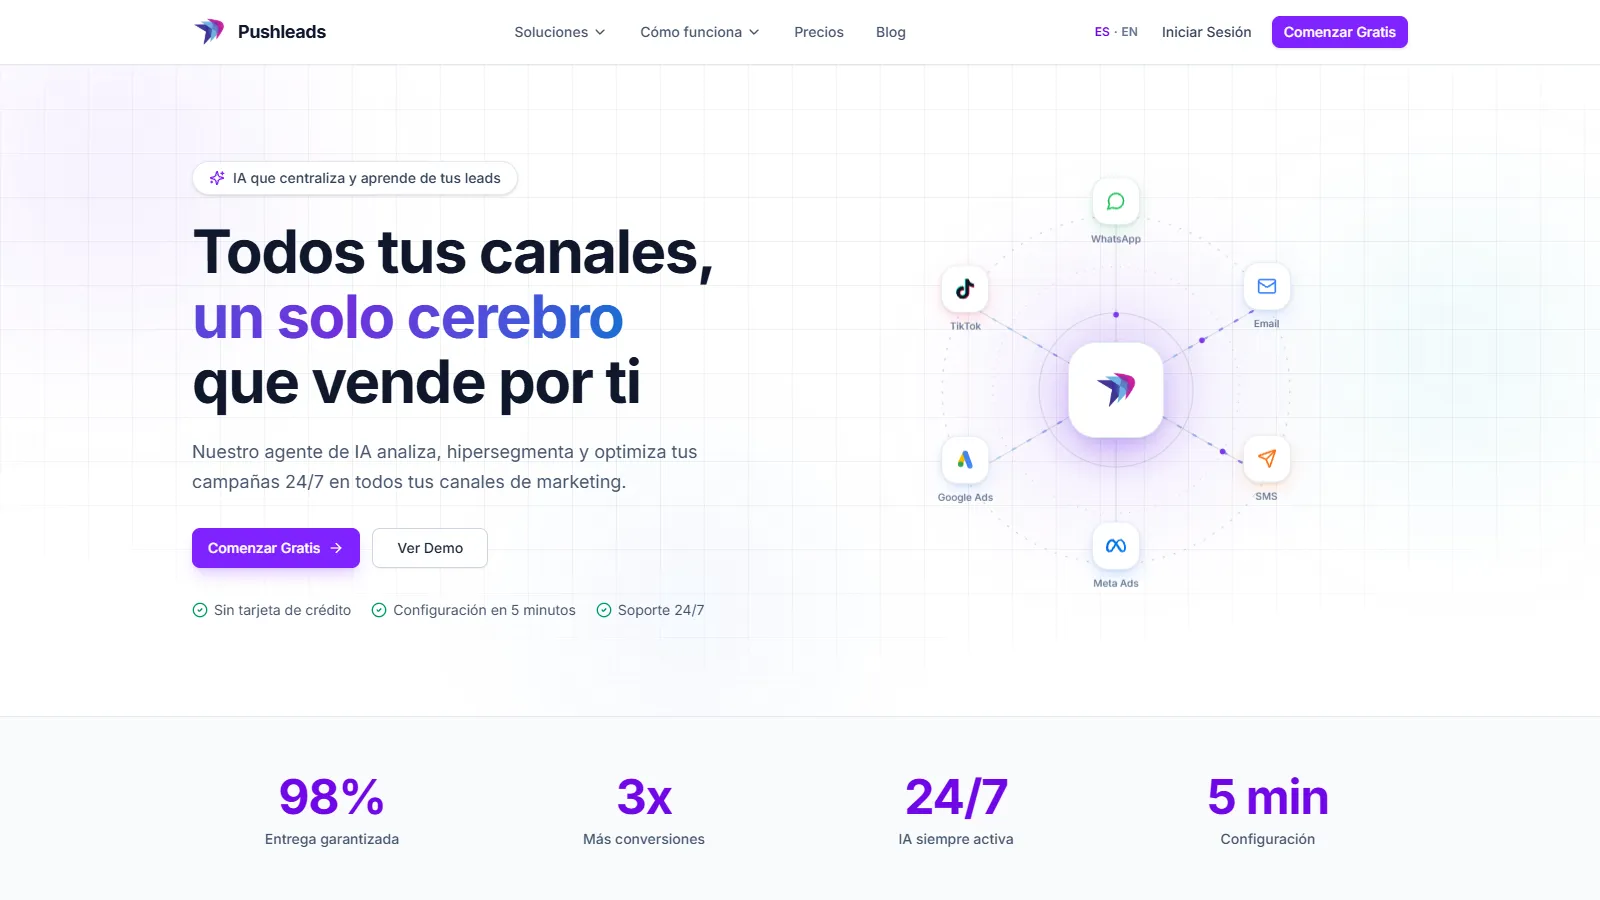 Pushleads
Soluciones
Cómo funciona
Precios
Blog
ES · EN
Iniciar Sesión
Comenzar Gratis
IA que centraliza y aprende de tus leads
Todos tus canales,
un solo cerebro
que vende por ti
Nuestro agente de IA analiza, hipersegmenta y optimiza tus
campañas 24/7 en todos tus canales de marketing.
Comenzar Gratis
Ver Demo
Sin tarjeta de crédito
Configuración en 5 minutos
Soporte 24/7
WhatsApp
TikTok
Email
Google Ads
SMS
Meta Ads
98%
Entrega garantizada
3x
Más conversiones
24/7
IA siempre activa
5 min
Configuración